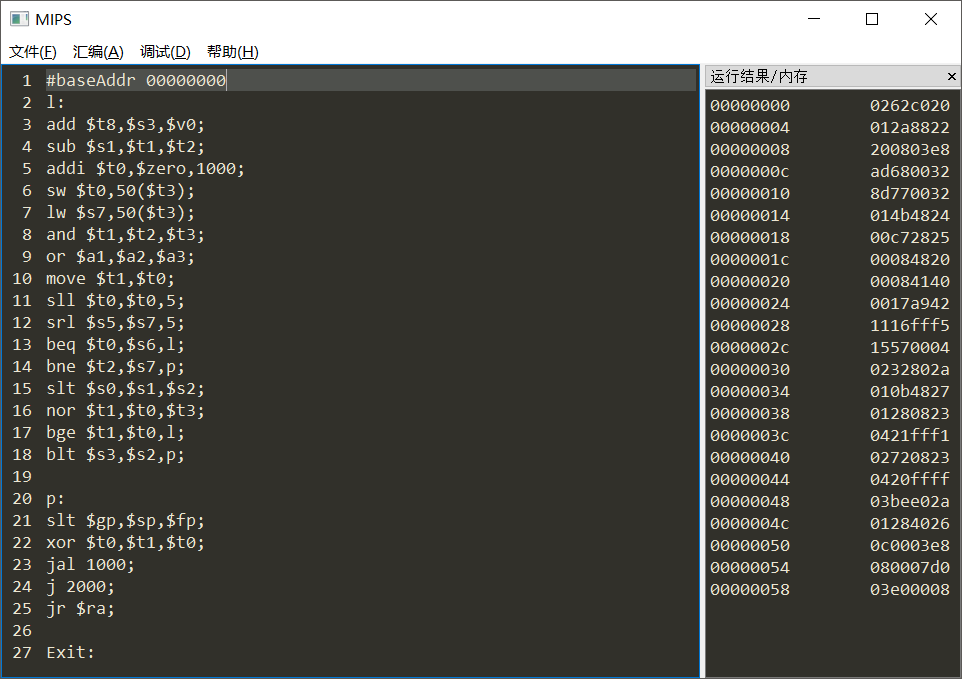 MIPS
文件(F) 汇编(A) 调试(D) 帮助(H)
1 #baseAddr 00000000
2 l:
3 add $t8,$s3,$v0;
4 sub $s1,$t1,$t2;
5 addi $t0,$zero,1000;
6 sw $t0,50($t3);
7 lw $s7,50($t3);
8 and $t1,$t2,$t3;
9 or $a1,$a2,$a3;
10 move $t1,$t0;
11 sll $t0,$t0,5;
12 srl $s5,$s7,5;
13 beq $t0,$s6,l;
14 bne $t2,$s7,p;
15 slt $s0,$s1,$s2;
16 nor $t1,$t0,$t3;
17 bge $t1,$t0,l;
18 blt $s3,$s2,p;
19
20 p:
21 slt $gp,$sp,$fp;
22 xor $t0,$t1,$t0;
23 jal 1000;
24 j 2000;
25 jr $ra;
26
27 Exit:
运行结果/内存
00000000 0262c020
00000004 012a8822
00000008 200803e8
0000000c ad680032
00000010 8d770032
00000014 014b4824
00000018 00c72825
0000001c 00084820
00000020 00084140
00000024 0017a942
00000028 1116fff5
0000002c 15570004
00000030 0232802a
00000034 010b4827
00000038 01280823
0000003c 0421fff1
00000040 02720823
00000044 0420ffff
00000048 03bee02a
0000004c 01284026
00000050 0c0003e8
00000054 080007d0
00000058 03e00008